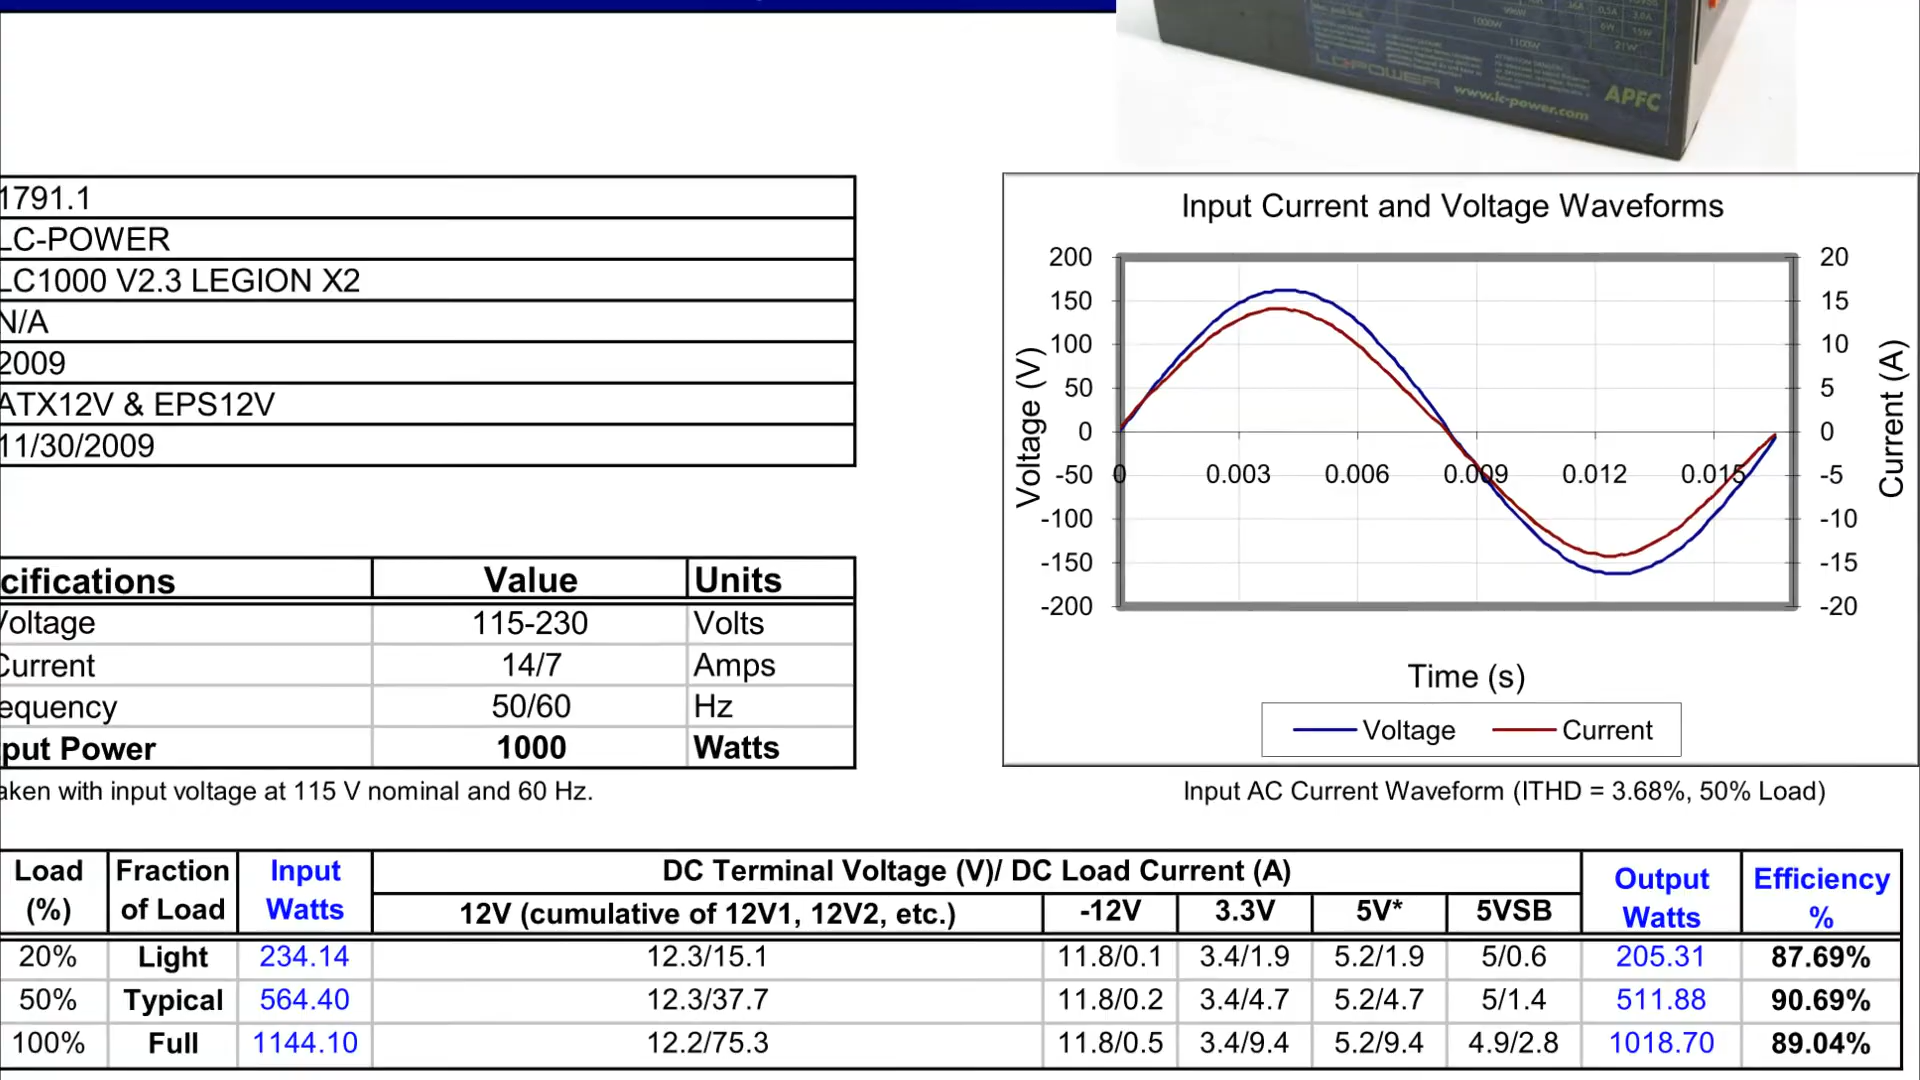 996W
1000W
1100W
21W
LC-POWER
www.lc-power.com
APFC
1791.1
LC-POWER
LC1000 V2.3 LEGION X2
N/A
2009
ATX12V & EPS12V
11/30/2009
Input Current and Voltage Waveforms
200 20
150 15
100 10
50 5
0 0
-50 0 0.003 0.006 0.009 0.012 0.015 -5
-100 -10
-150 -15
-200 -20
Voltage (V)
Current (A)
Time (s)
Voltage Current
Input AC Current Waveform (ITHD = 3.68%, 50% Load)
cifications Value Units
Voltage 115-230 Volts
Current 14/7 Amps
equency 50/60 Hz
put Power 1000 Watts
aken with input voltage at 115 V nominal and 60 Hz.
Load (%) Fraction of Load Input Watts DC Terminal Voltage (V)/ DC Load Current (A) Output Watts Efficiency %
12V (cumulative of 12V1, 12V2, etc.) -12V 3.3V 5V* 5VSB
20% Light 234.14 12.3/15.1 11.8/0.1 3.4/1.9 5.2/1.9 5/0.6 205.31 87.69%
50% Typical 564.40 12.3/37.7 11.8/0.2 3.4/4.7 5.2/4.7 5/1.4 511.88 90.69%
100% Full 1144.10 12.2/75.3 11.8/0.5 3.4/9.4 5.2/9.4 4.9/2.8 1018.70 89.04%